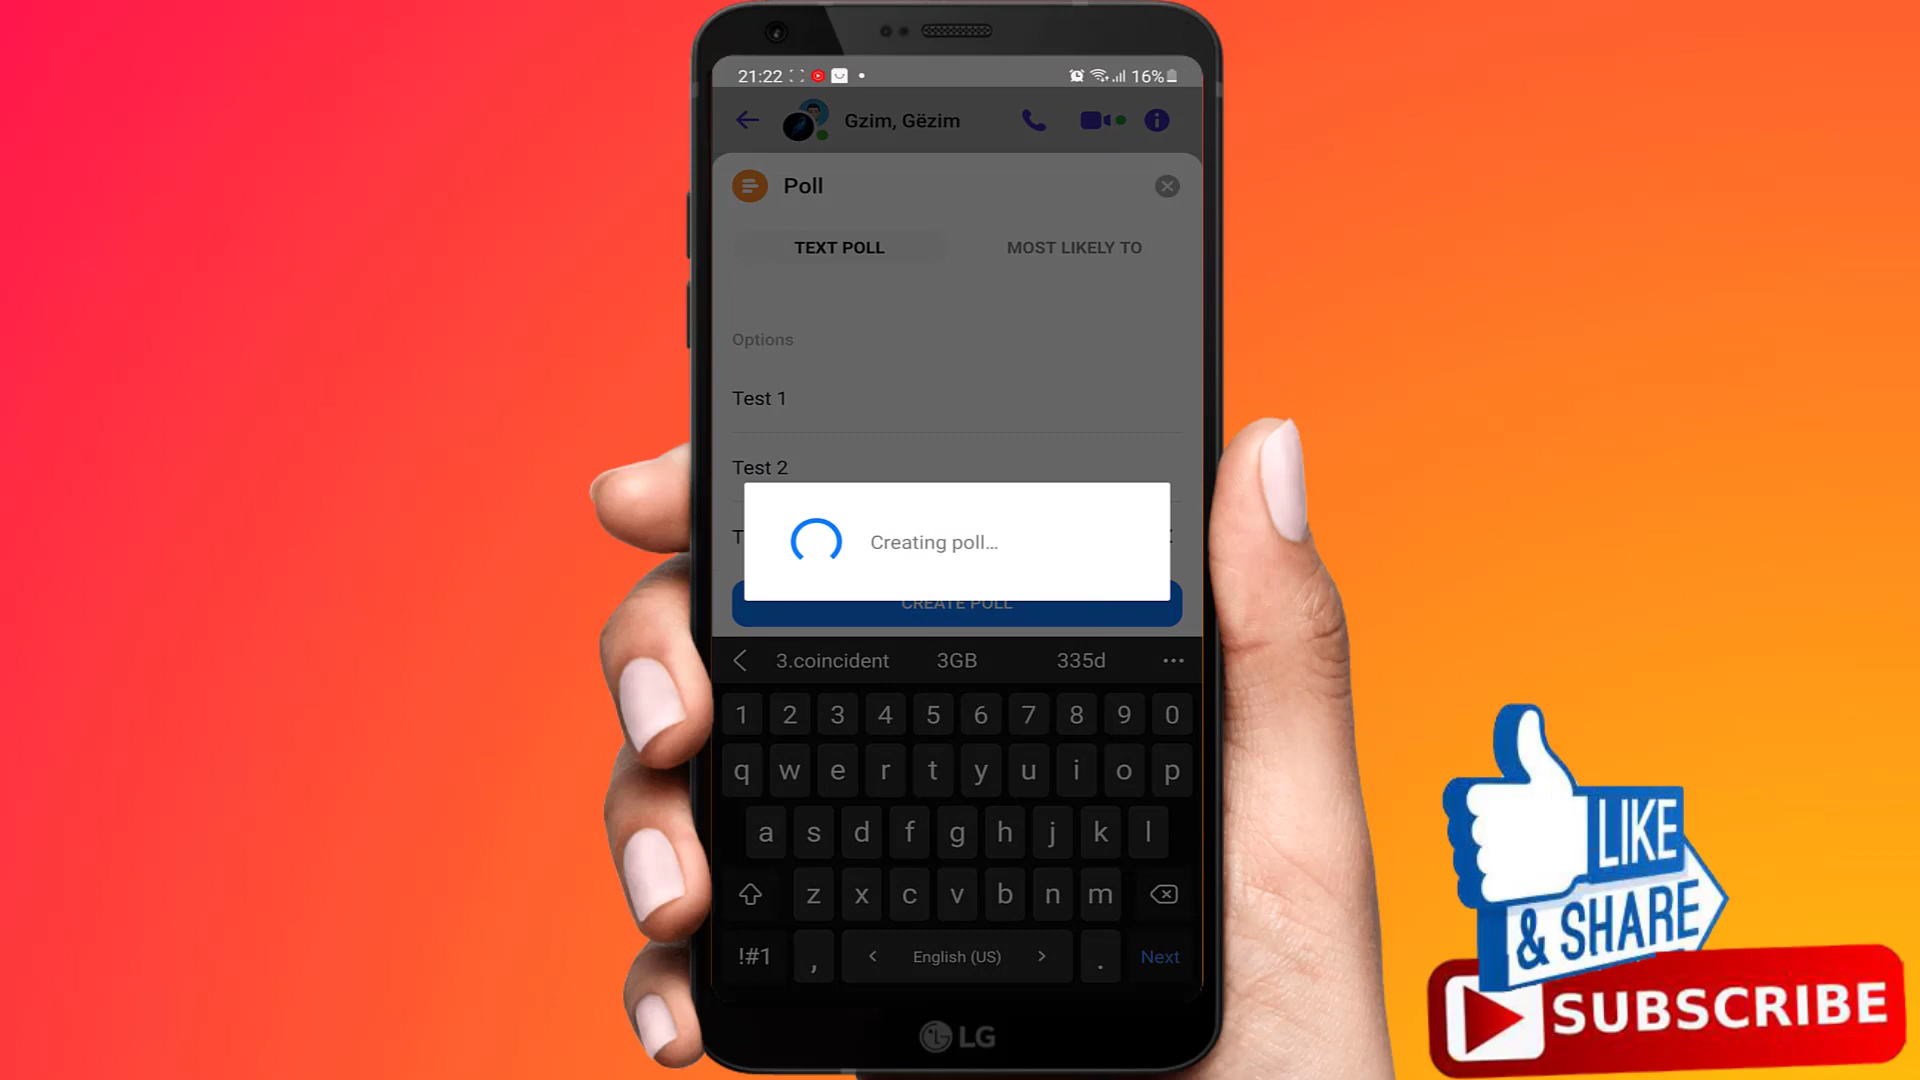 21:22
16%
Gzim, Gëzim
Poll
TEXT POLL
MOST LIKELY TO
Options
Test 1
Test 2
T
Creating poll...
CREATE POLL
3.coincident 3GB 335d
1 2 3 4 5 6 7 8 9 0
q w e r t y u i o p
a s d f g h j k l
z x c v b n m
!#1 , < English (US) > . Next
LG
LIKE
& SHARE
SUBSCRIBE